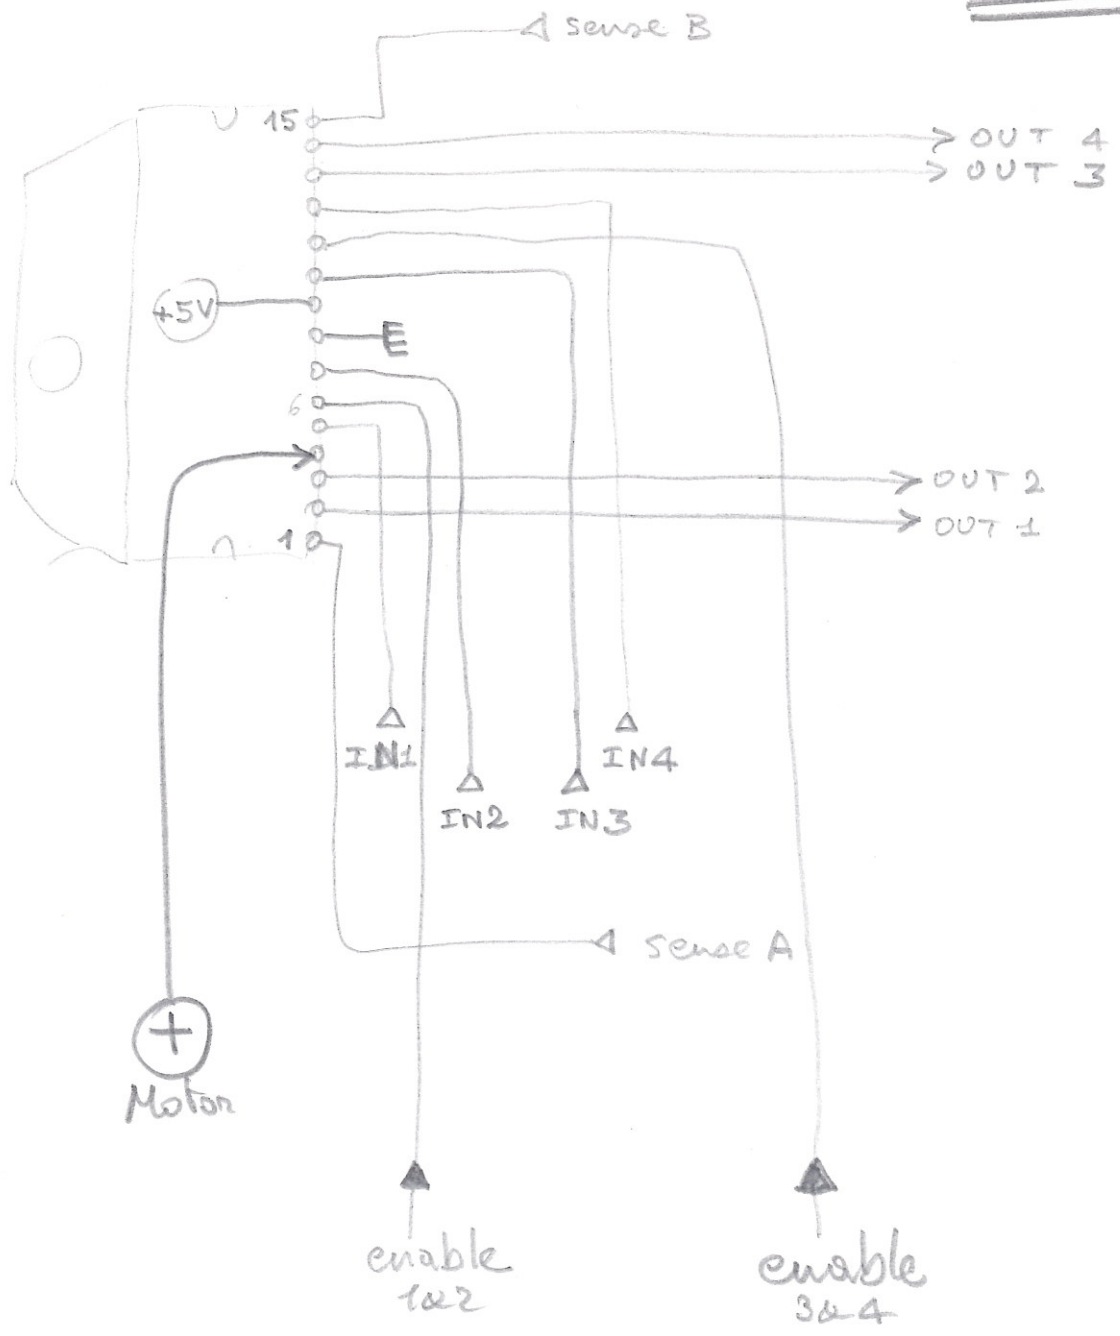 sense B
15
OUT 4
OUT 3
+5V
6
OUT 2
OUT 1
1
IN1
IN4
IN2
IN3
sense A
+
Motor
enable
1&2
enable
3&4